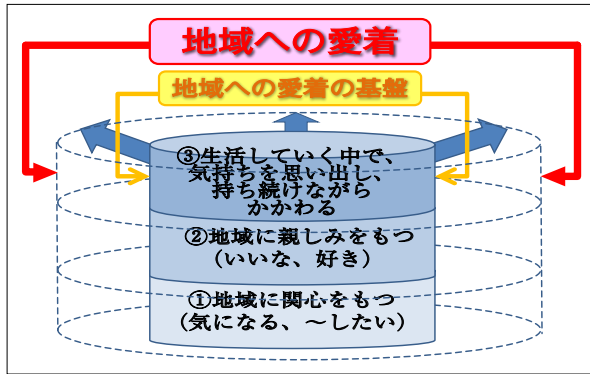 地域への愛着
地域への愛着の基盤
③生活していく中で、
気持ちを思い出し、
持ち続けながら
かかわる
②地域に親しみをもつ
(いいな、好き)
①地域に関心をもつ
(気になる、～したい)